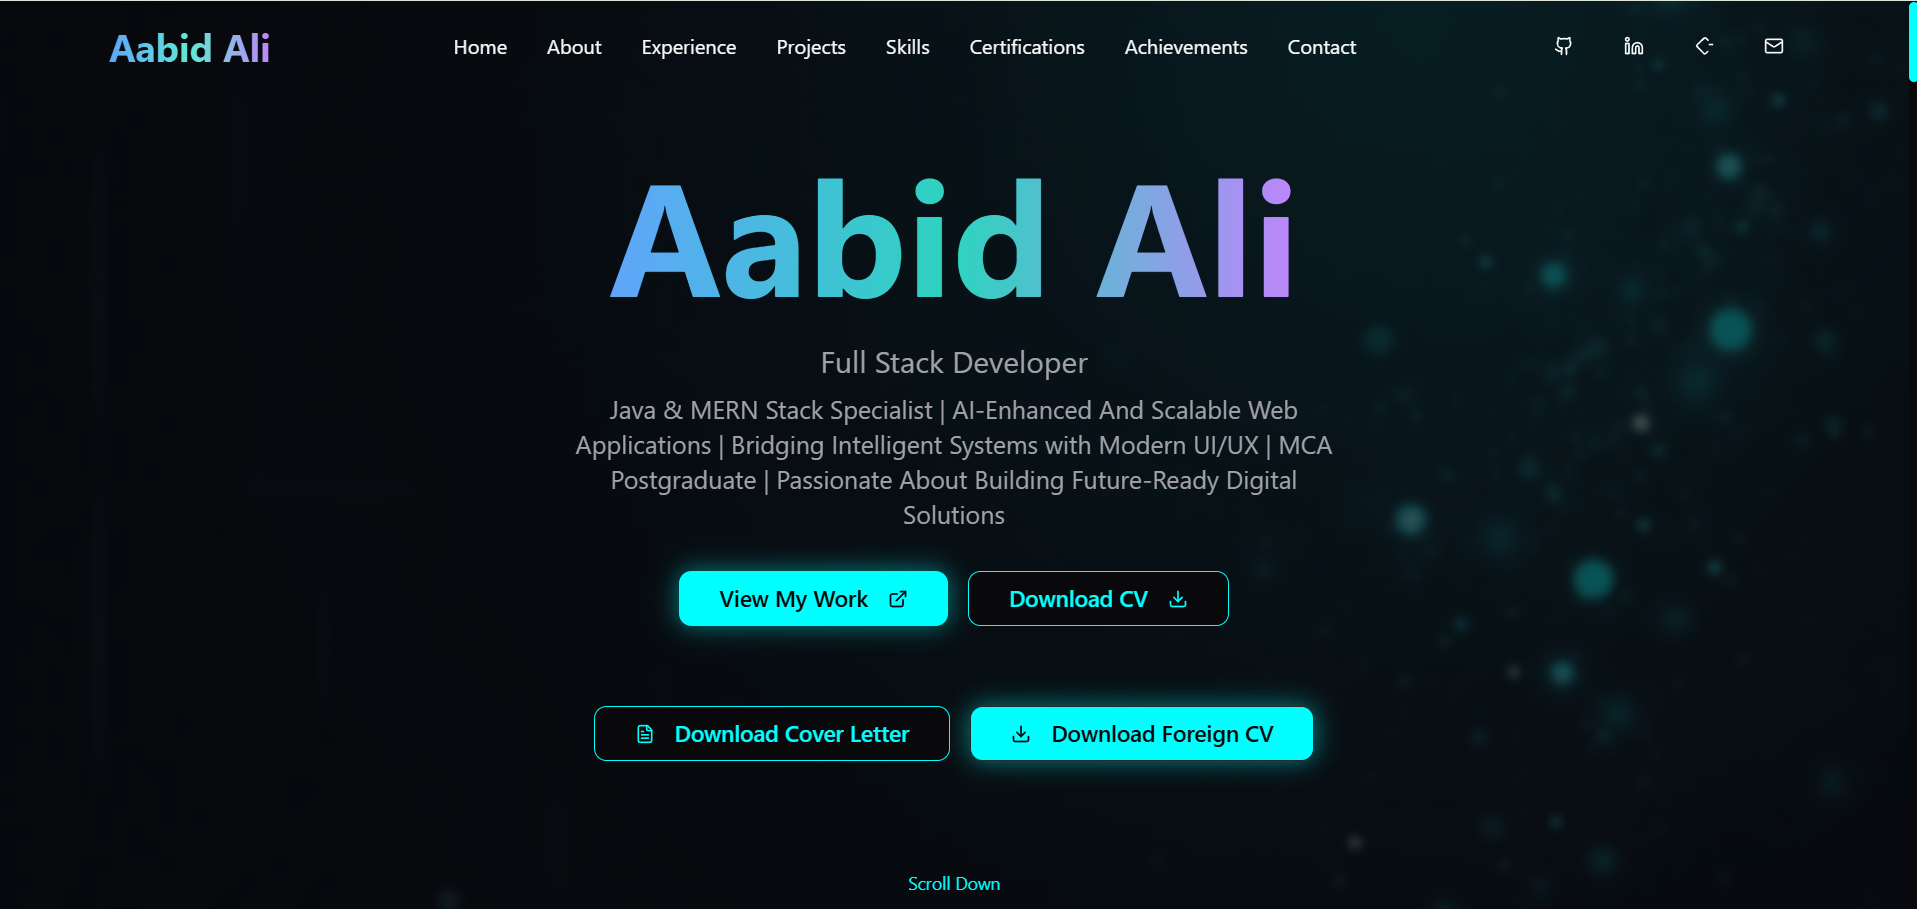 Aabid Ali
Home About Experience Projects Skills Certifications Achievements Contact
Aabid Ali
Full Stack Developer
Java & MERN Stack Specialist | AI-Enhanced And Scalable Web
Applications | Bridging Intelligent Systems with Modern UI/UX | MCA
Postgraduate | Passionate About Building Future-Ready Digital
Solutions
View My Work
Download CV
Download Cover Letter
Download Foreign CV
Scroll Down